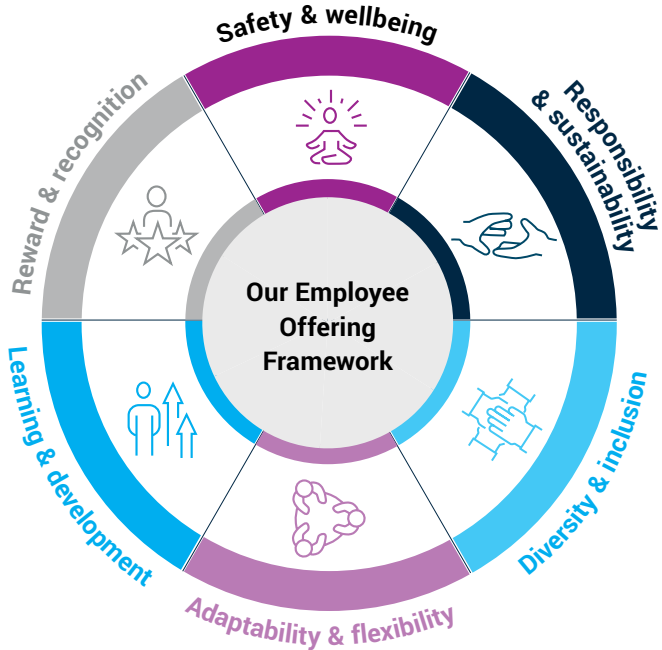 Safety & wellbeing
Responsibility
& sustainability
Diversity & inclusion
Adaptability & flexibility
Learning & development
Reward & recognition
Our Employee
Offering
Framework